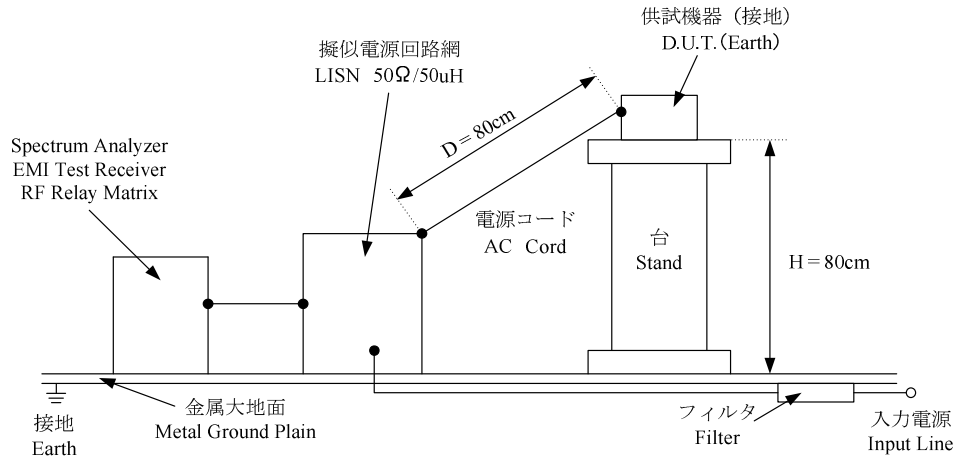 供試機器（接地）
D.U.T.（Earth）
擬似電源回路網
LISN 50Ω/50uH
D＝80cm
Spectrum Analyzer
EMI Test Receiver
RF Relay Matrix
電源コード
AC Cord
台
Stand
H＝80cm
接地
Earth
金属大地面
Metal Ground Plain
フィルタ
Filter
入力電源
Input Line